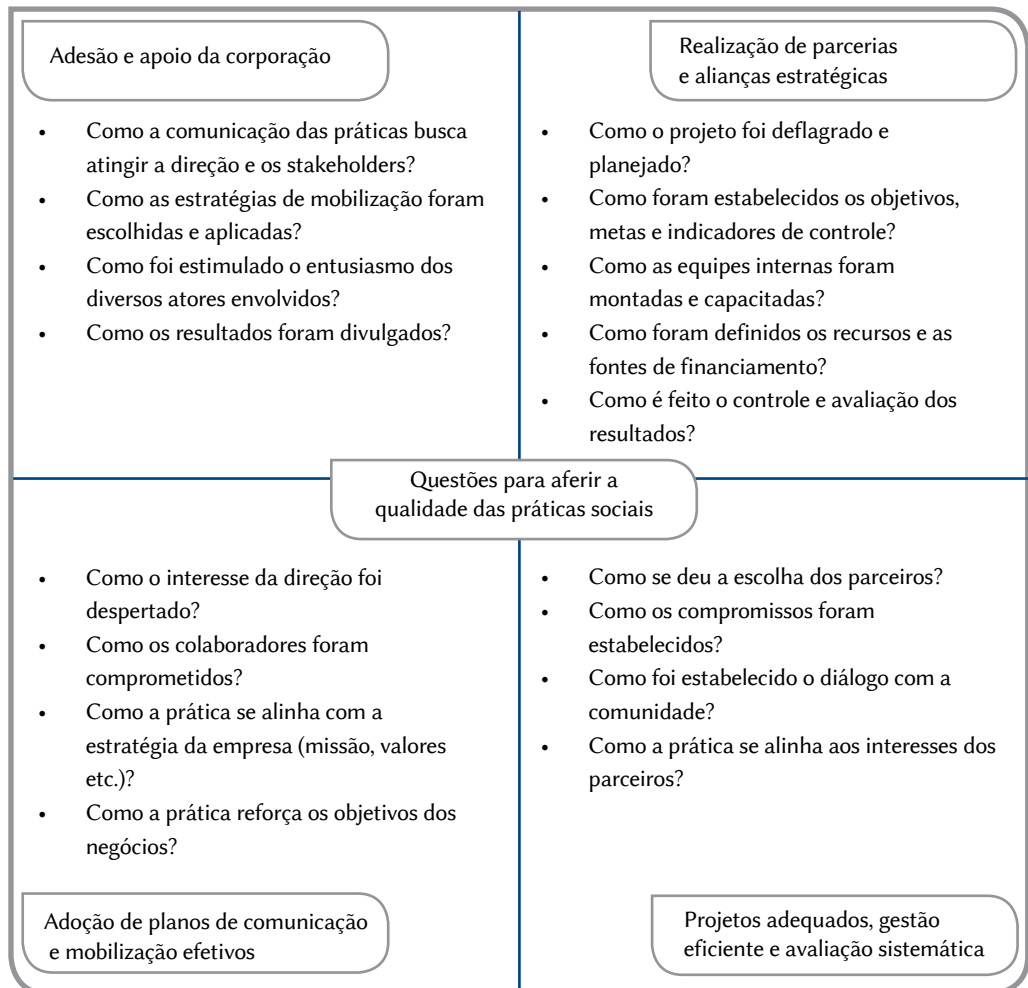 Adesão e apoio da corporação
• Como a comunicação das práticas busca
atingir a direção e os stakeholders?
• Como as estratégias de mobilização foram
escolhidas e aplicadas?
• Como foi estimulado o entusiasmo dos
diversos atores envolvidos?
• Como os resultados foram divulgados?
Realização de parcerias
e alianças estratégicas
• Como o projeto foi deflagrado e
planejado?
• Como foram estabelecidos os objetivos,
metas e indicadores de controle?
• Como as equipes internas foram
montadas e capacitadas?
• Como foram definidos os recursos e as
fontes de financiamento?
• Como é feito o controle e avaliação dos
resultados?
Questões para aferir a
qualidade das práticas sociais
• Como o interesse da direção foi
despertado?
• Como os colaboradores foram
comprometidos?
• Como a prática se alinha com a
estratégia da empresa (missão, valores
etc.)?
• Como a prática reforça os objetivos dos
negócios?
Adoção de planos de comunicação
e mobilização efetivos
• Como se deu a escolha dos parceiros?
• Como os compromissos foram
estabelecidos?
• Como foi estabelecido o diálogo com a
comunidade?
• Como a prática se alinha aos interesses dos
parceiros?
Projetos adequados, gestão
eficiente e avaliação sistemática